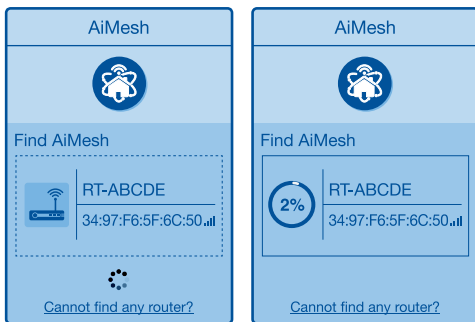 AiMesh
Find AiMesh
RT-ABCDE
34:97:F6:5F:6C:50
Cannot find any router?
AiMesh
Find AiMesh
2%
RT-ABCDE
34:97:F6:5F:6C:50
Cannot find any router?